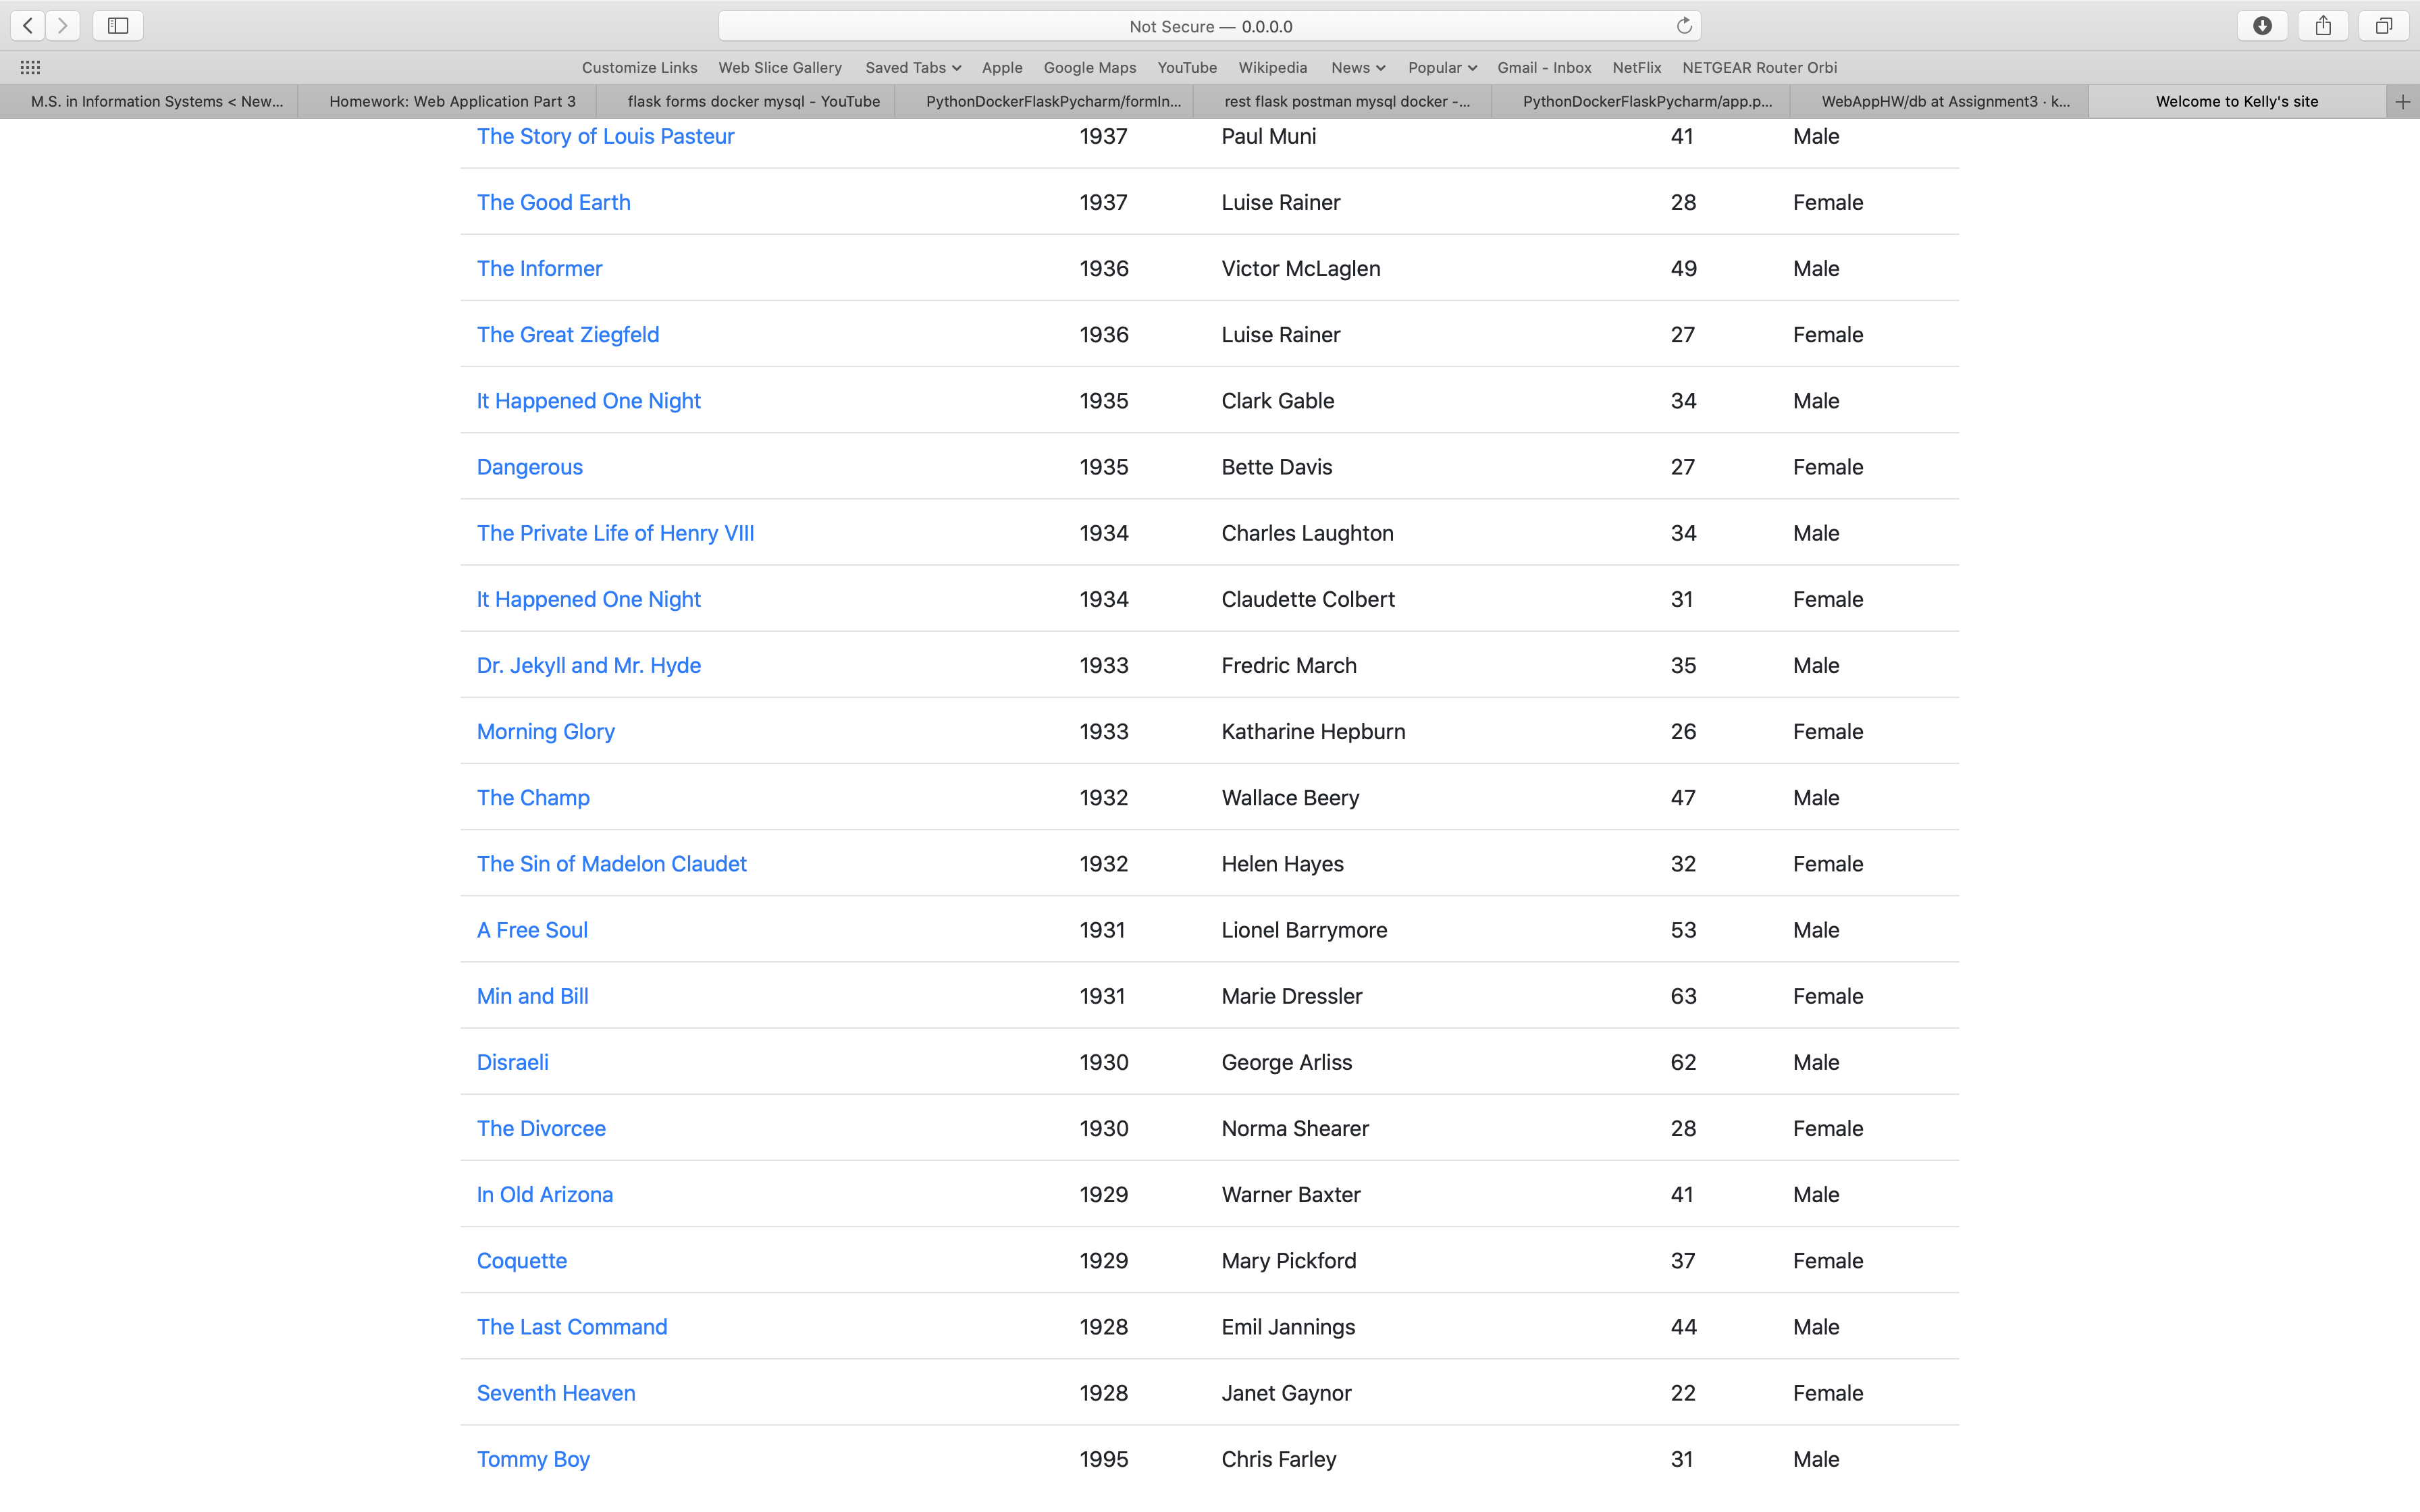 Not Secure — 0.0.0.0
Customize Links Web Slice Gallery Saved Tabs Apple Google Maps YouTube Wikipedia News Popular Gmail - Inbox NetFlix NETGEAR Router Orbi
M.S. in Information Systems < New... Homework: Web Application Part 3 flask forms docker mysql - YouTube PythonDockerFlaskPycharm/formIn... rest flask postman mysql docker -... PythonDockerFlaskPycharm/app.p... WebAppHW/db at Assignment3 · k... Welcome to Kelly's site
The Story of Louis Pasteur 1937 Paul Muni 41 Male
The Good Earth 1937 Luise Rainer 28 Female
The Informer 1936 Victor McLaglen 49 Male
The Great Ziegfeld 1936 Luise Rainer 27 Female
It Happened One Night 1935 Clark Gable 34 Male
Dangerous 1935 Bette Davis 27 Female
The Private Life of Henry VIII 1934 Charles Laughton 34 Male
It Happened One Night 1934 Claudette Colbert 31 Female
Dr. Jekyll and Mr. Hyde 1933 Fredric March 35 Male
Morning Glory 1933 Katharine Hepburn 26 Female
The Champ 1932 Wallace Beery 47 Male
The Sin of Madelon Claudet 1932 Helen Hayes 32 Female
A Free Soul 1931 Lionel Barrymore 53 Male
Min and Bill 1931 Marie Dressler 63 Female
Disraeli 1930 George Arliss 62 Male
The Divorcee 1930 Norma Shearer 28 Female
In Old Arizona 1929 Warner Baxter 41 Male
Coquette 1929 Mary Pickford 37 Female
The Last Command 1928 Emil Jannings 44 Male
Seventh Heaven 1928 Janet Gaynor 22 Female
Tommy Boy 1995 Chris Farley 31 Male